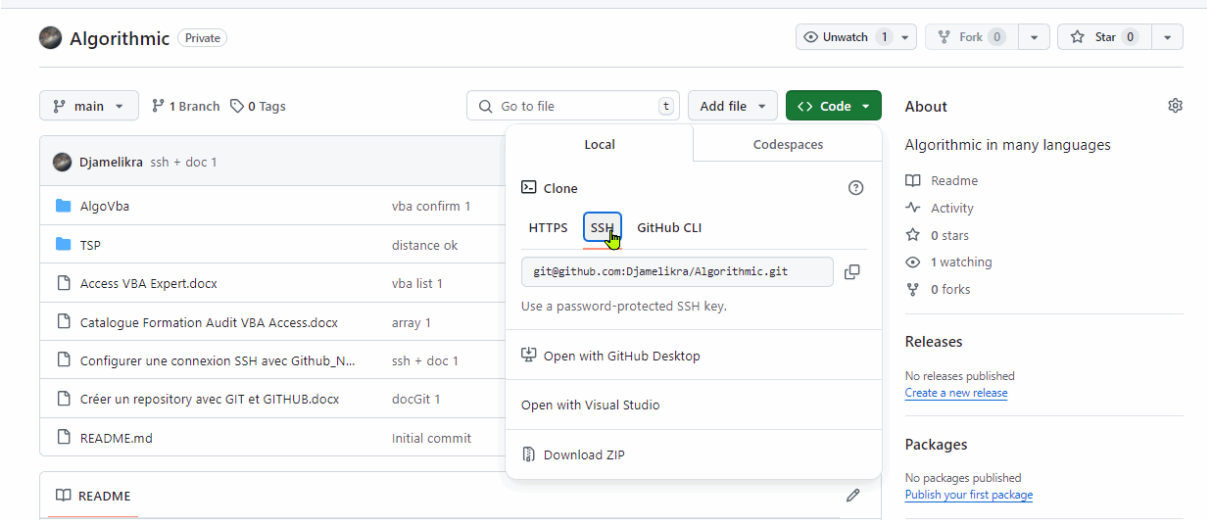 Algorithmic Private
Unwatch 1 Fork 0 Star 0
main 1 Branch 0 Tags Go to file t Add file <> Code
Djamelikra ssh + doc 1
AlgoVba vba confirm 1
TSP distance ok
Access VBA Expert.docx vba list 1
Catalogue Formation Audit VBA Access.docx array 1
Configurer une connexion SSH avec Github_N... ssh + doc 1
Créer un repository avec GIT et GITHUB.docx docGit 1
README.md Initial commit
README
Local Codespaces
Clone
HTTPS SSH GitHub CLI
git@github.com:Djamelikra/Algorithmic.git
Use a password-protected SSH key.
Open with GitHub Desktop
Open with Visual Studio
Download ZIP
About
Algorithmic in many languages
Readme
Activity
0 stars
1 watching
0 forks
Releases
No releases published
Create a new release
Packages
No packages published
Publish your first package